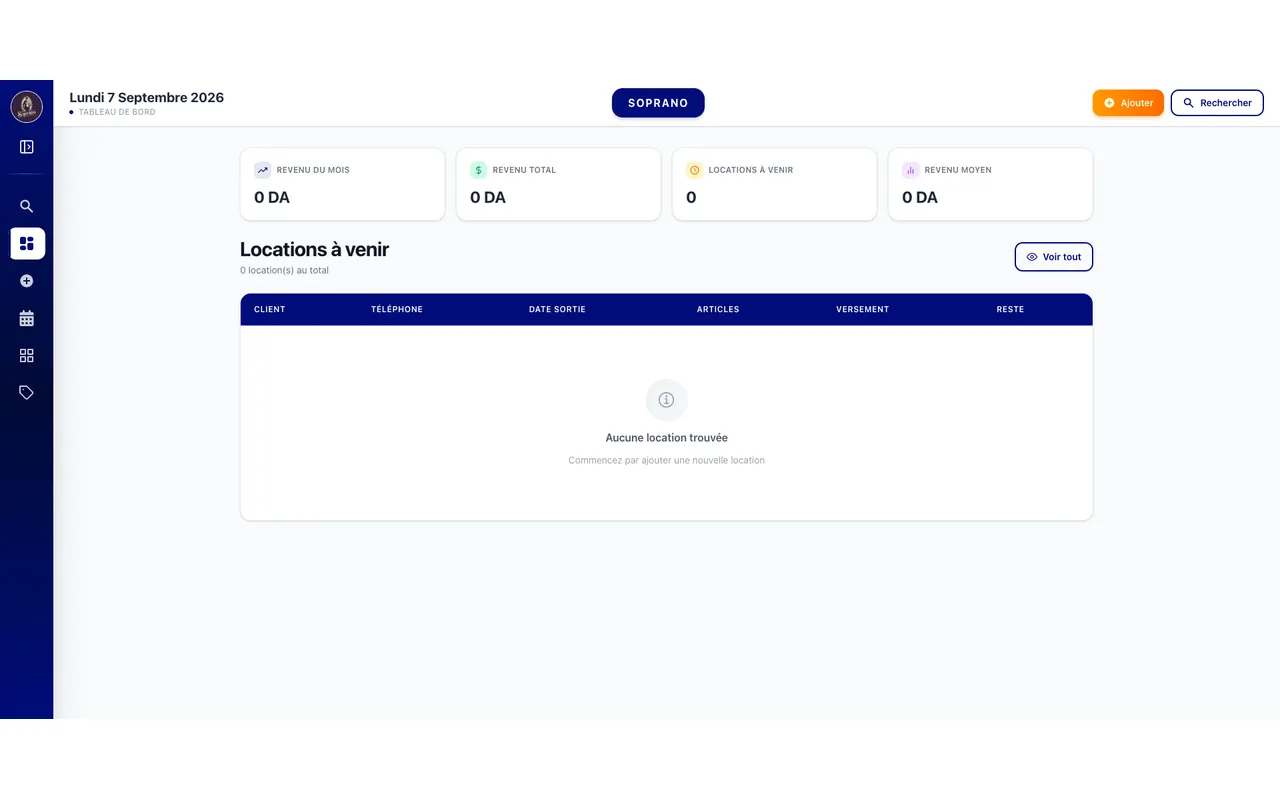 Lundi 7 Septembre 2026
TABLEAU DE BORD
SOPRANO
Ajouter
Rechercher
REVENU DU MOIS
0 DA
REVENU TOTAL
0 DA
LOCATIONS À VENIR
0
REVENU MOYEN
0 DA
Locations à venir
0 location(s) au total
Voir tout
CLIENT TÉLÉPHONE DATE SORTIE ARTICLES VERSEMENT RESTE
Aucune location trouvée
Commencez par ajouter une nouvelle location